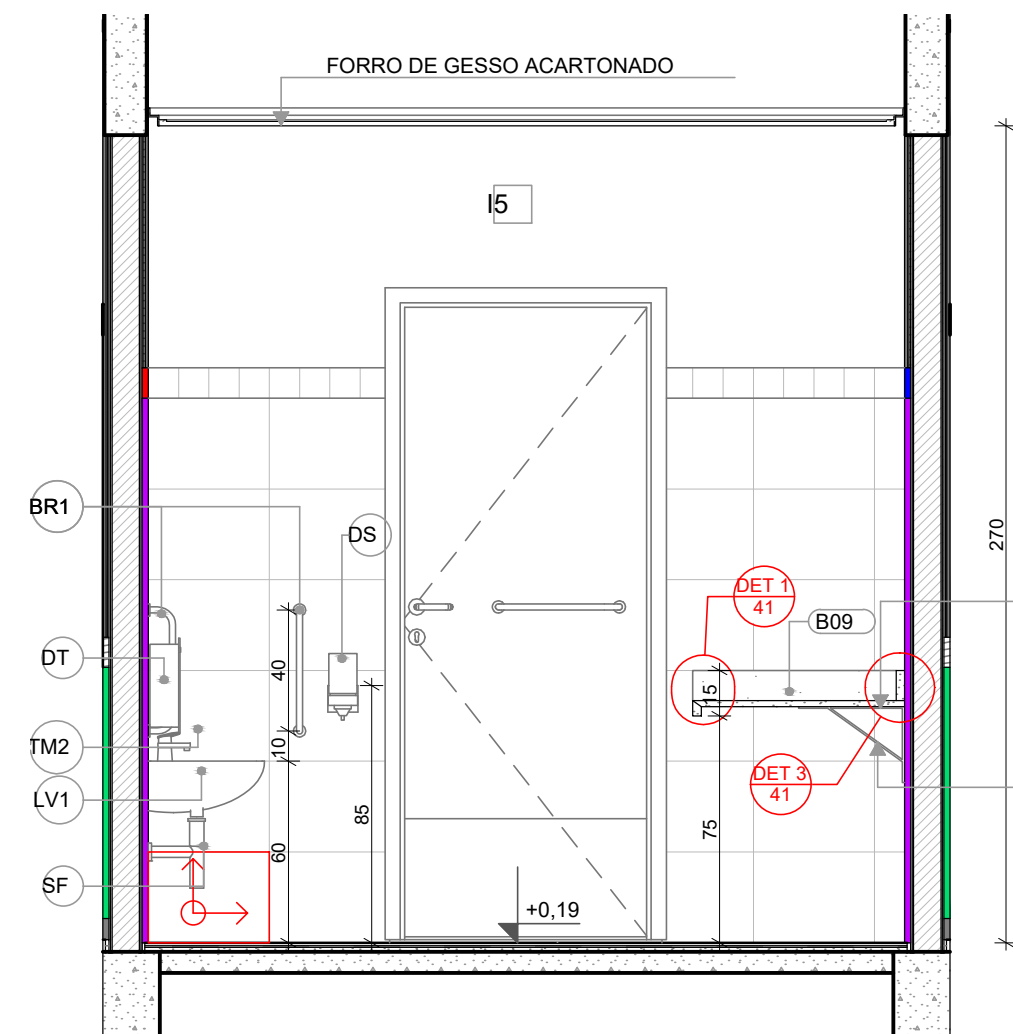 FORRO DE GESSO ACARTONADO
I5
270
BR1
DS
DET 1
41
B09
DT
40
15
TM2
10
LV1
DET 3
41
85
75
60
SF
+0,19